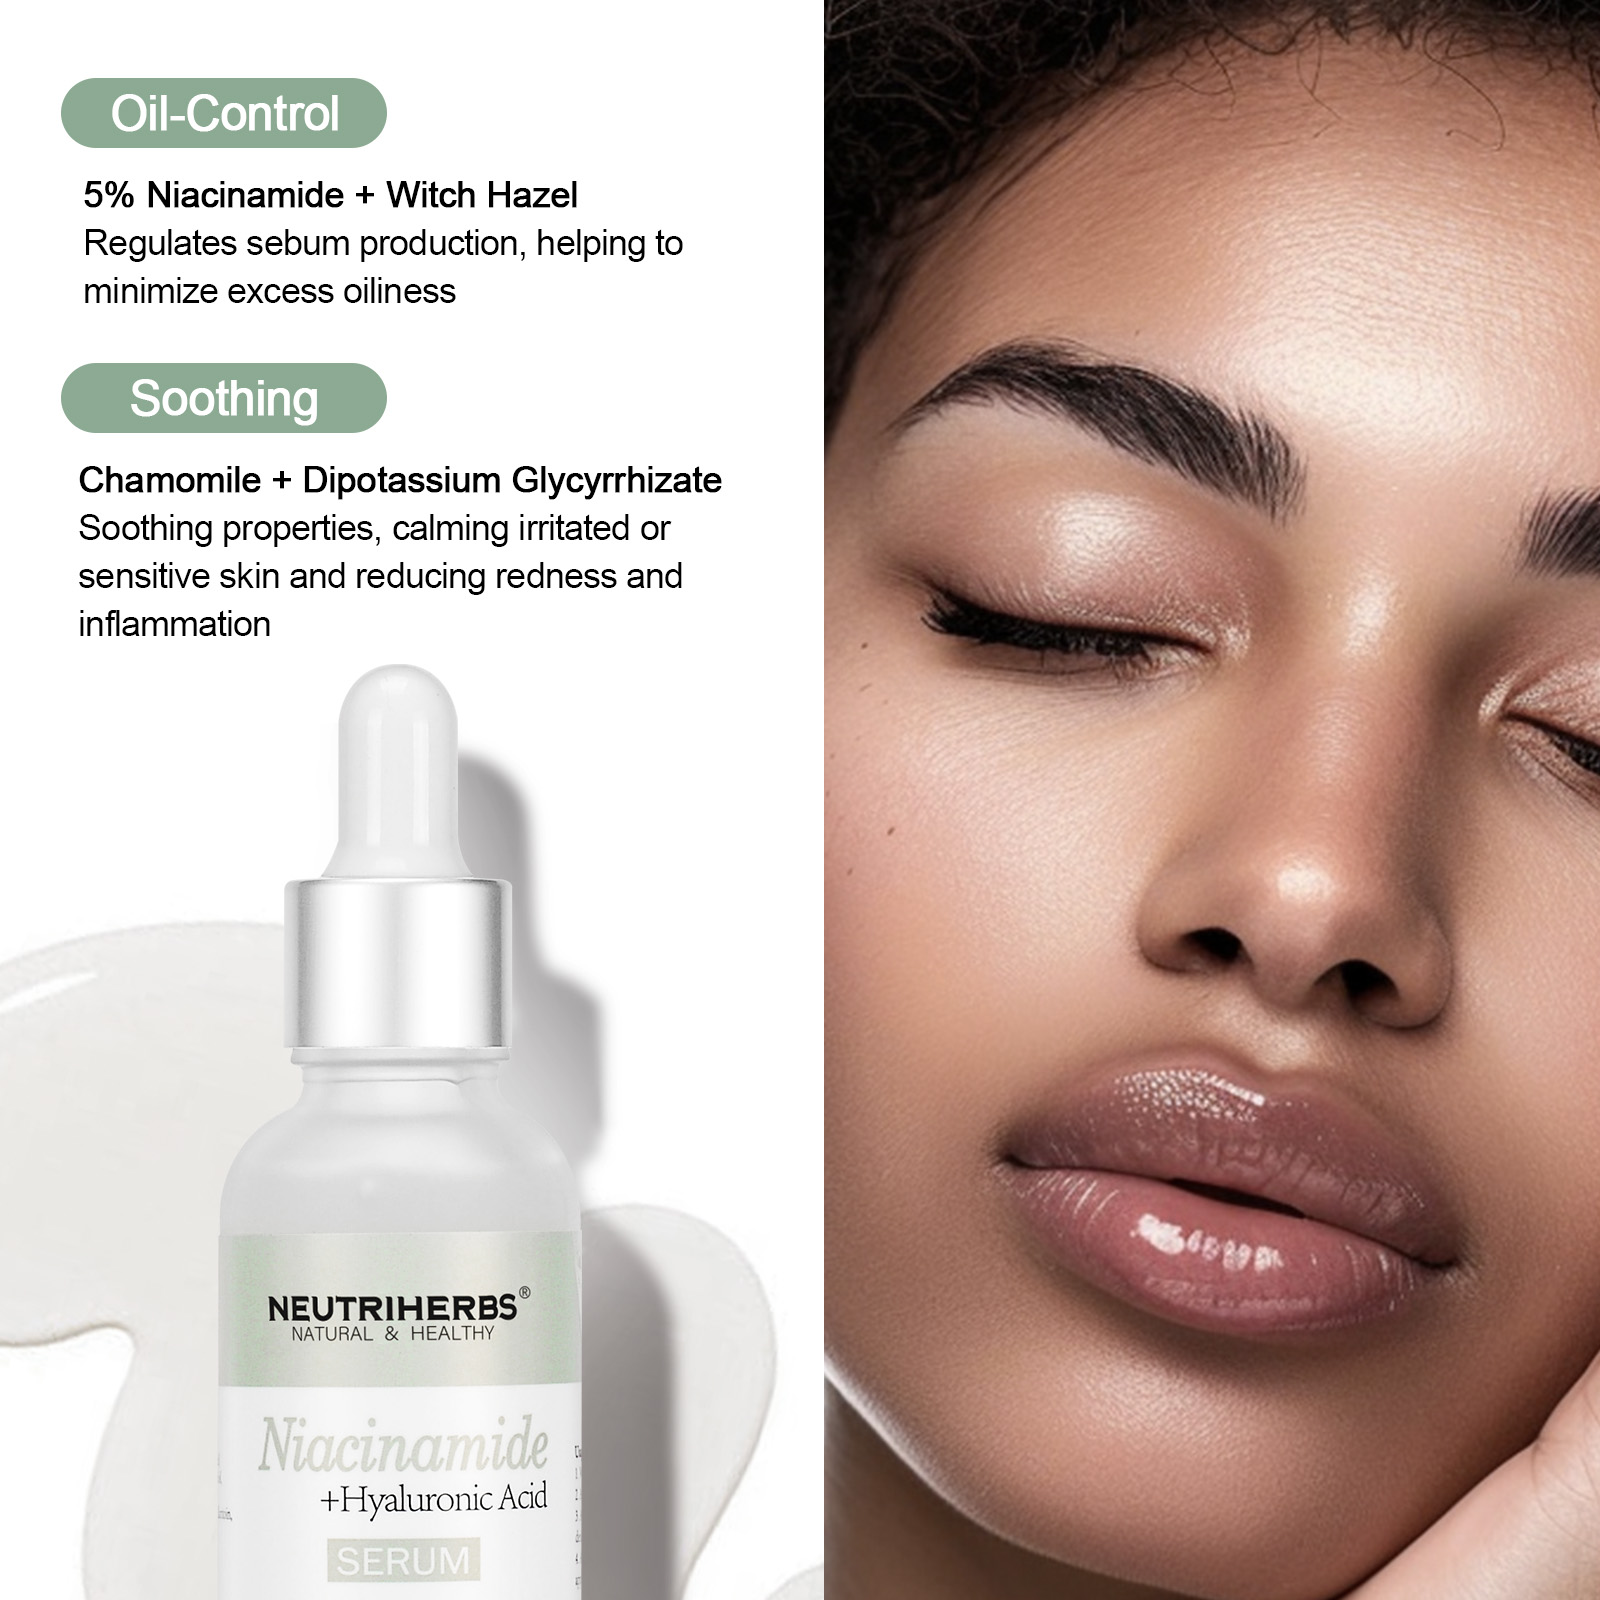 Oil-Control
5% Niacinamide + Witch Hazel
Regulates sebum production, helping to
minimize excess oiliness
Soothing
Chamomile + Dipotassium Glycyrrhizate
Soothing properties, calming irritated or
sensitive skin and reducing redness and
inflammation
NEUTRIHERBS®
NATURAL & HEALTHY
Niacinamide
+Hyaluronic Acid
SERUM